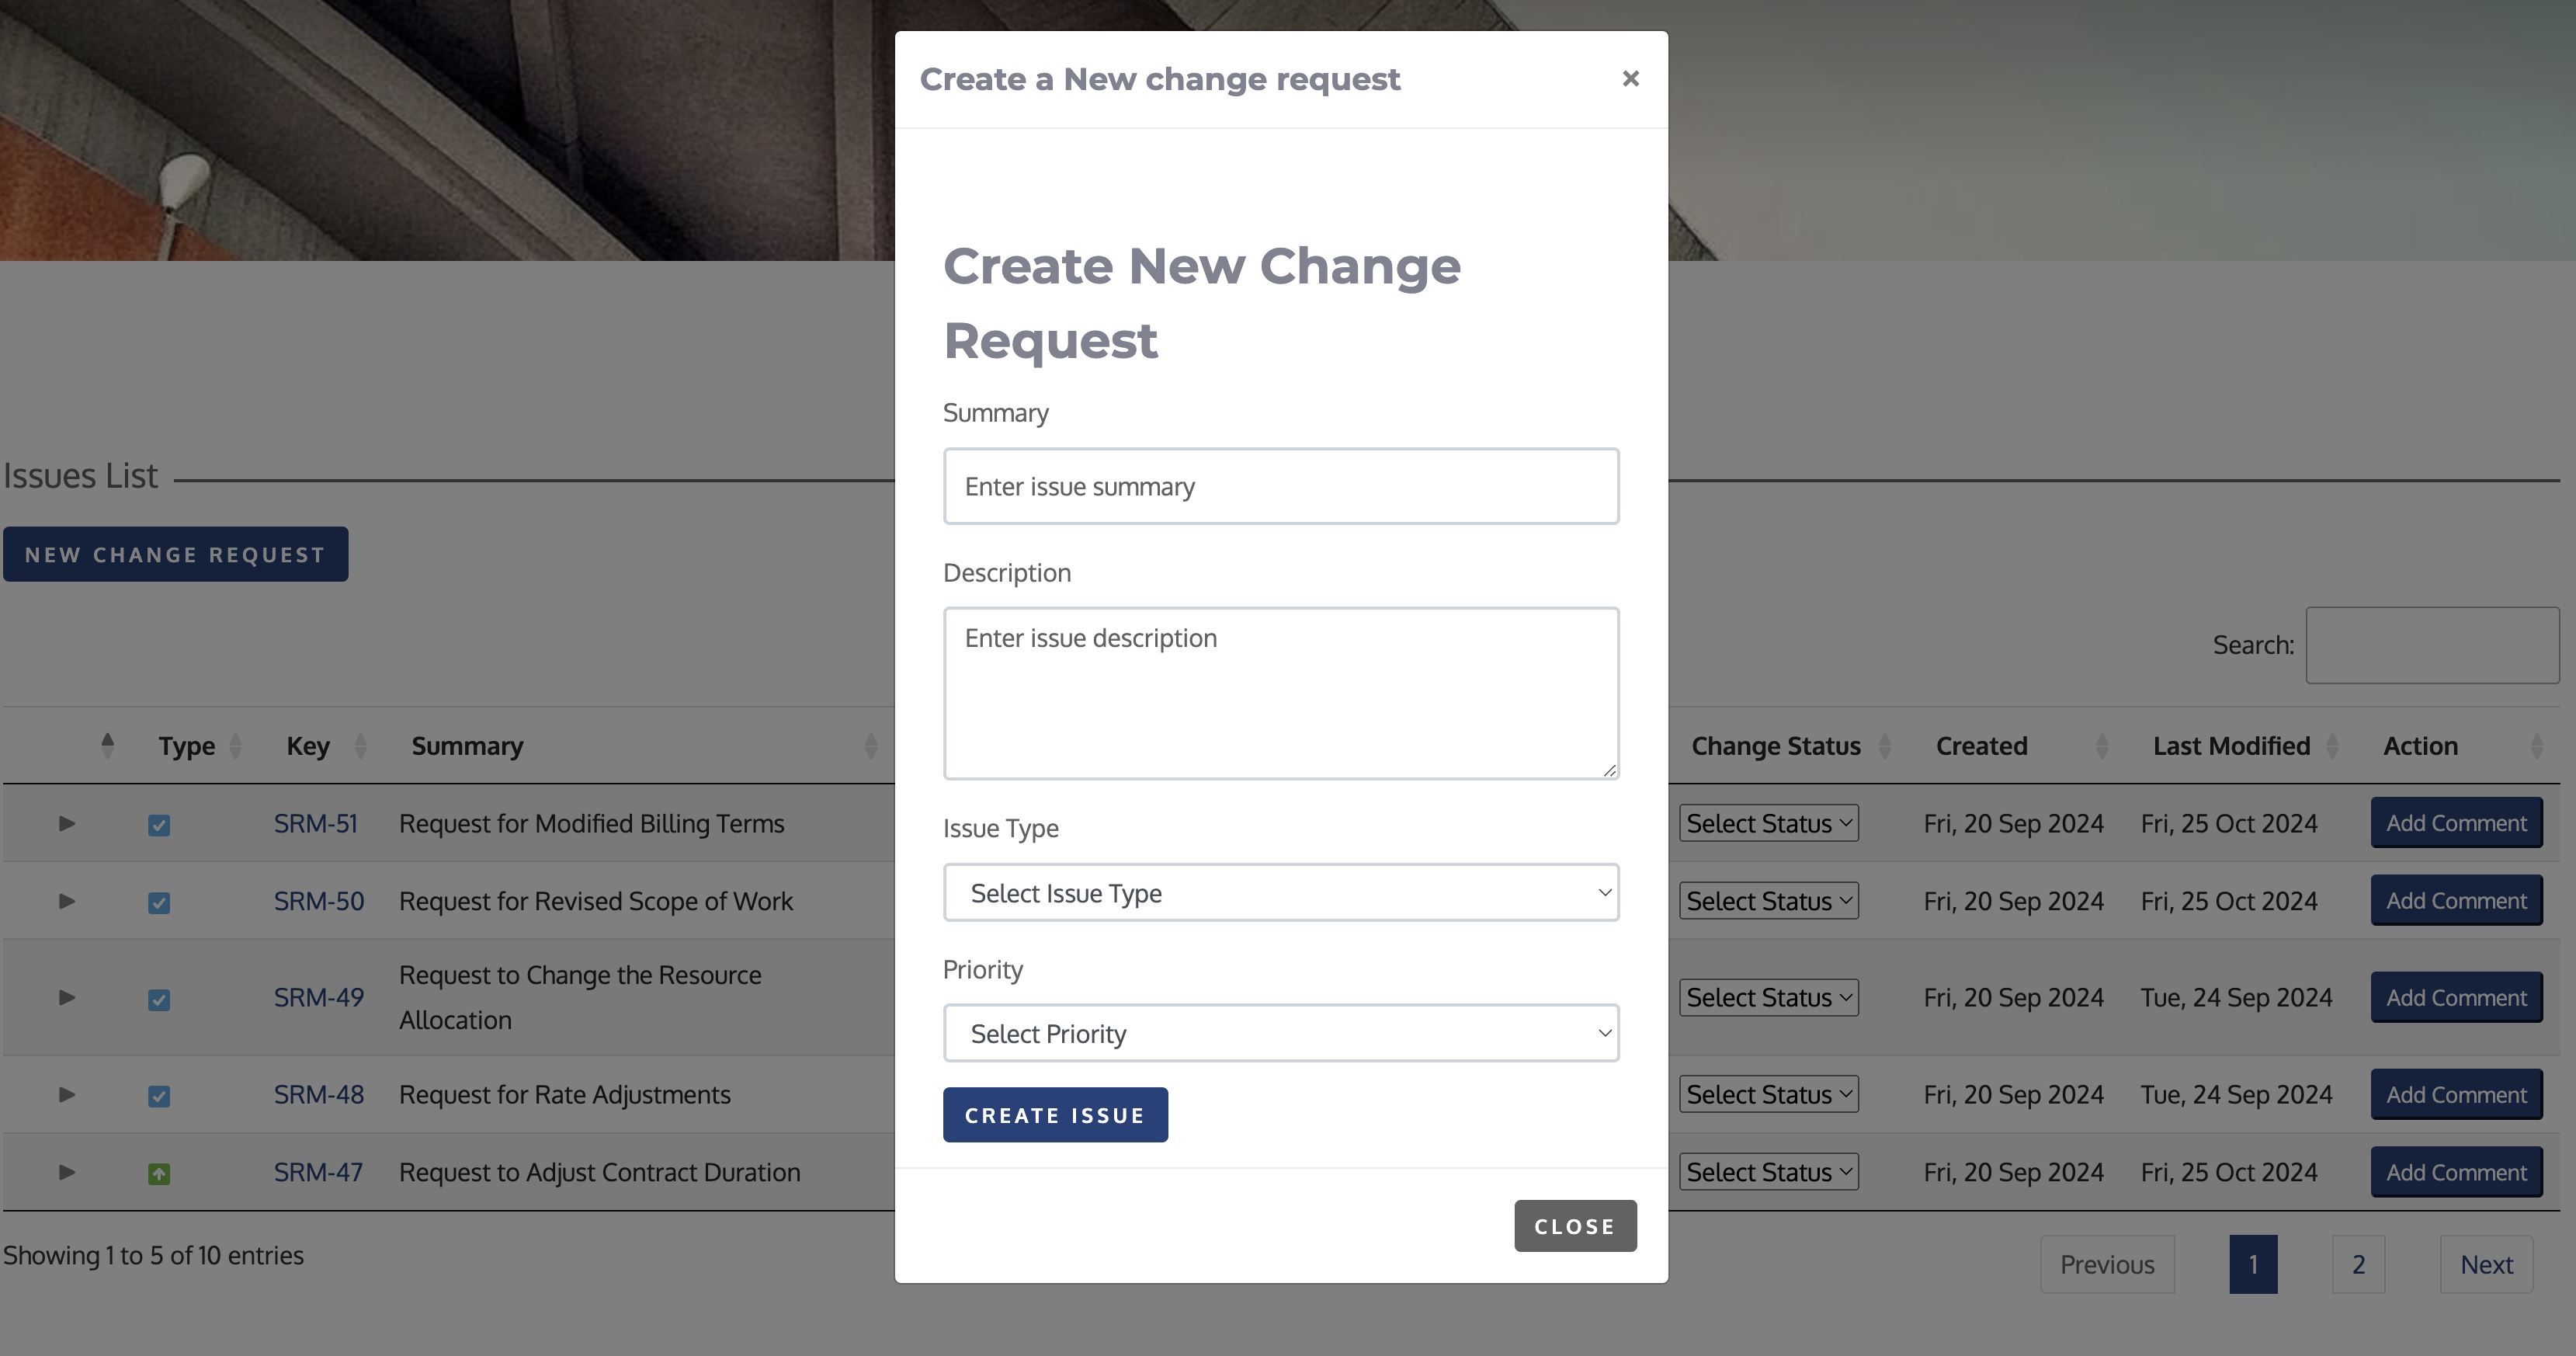 Create a New change request ×
Create New Change
Request
Summary
Enter issue summary
Description
Enter issue description
Issue Type
Select Issue Type
Priority
Select Priority
CREATE ISSUE
CLOSE
Issues List
NEW CHANGE REQUEST
Search:
Type Key Summary Change Status Created Last Modified Action
SRM-51 Request for Modified Billing Terms Select Status Fri, 20 Sep 2024 Fri, 25 Oct 2024 Add Comment
SRM-50 Request for Revised Scope of Work Select Status Fri, 20 Sep 2024 Fri, 25 Oct 2024 Add Comment
SRM-49 Request to Change the Resource
Allocation Select Status Fri, 20 Sep 2024 Tue, 24 Sep 2024 Add Comment
SRM-48 Request for Rate Adjustments Select Status Fri, 20 Sep 2024 Tue, 24 Sep 2024 Add Comment
SRM-47 Request to Adjust Contract Duration Select Status Fri, 20 Sep 2024 Fri, 25 Oct 2024 Add Comment
Showing 1 to 5 of 10 entries
Previous 1 2 Next